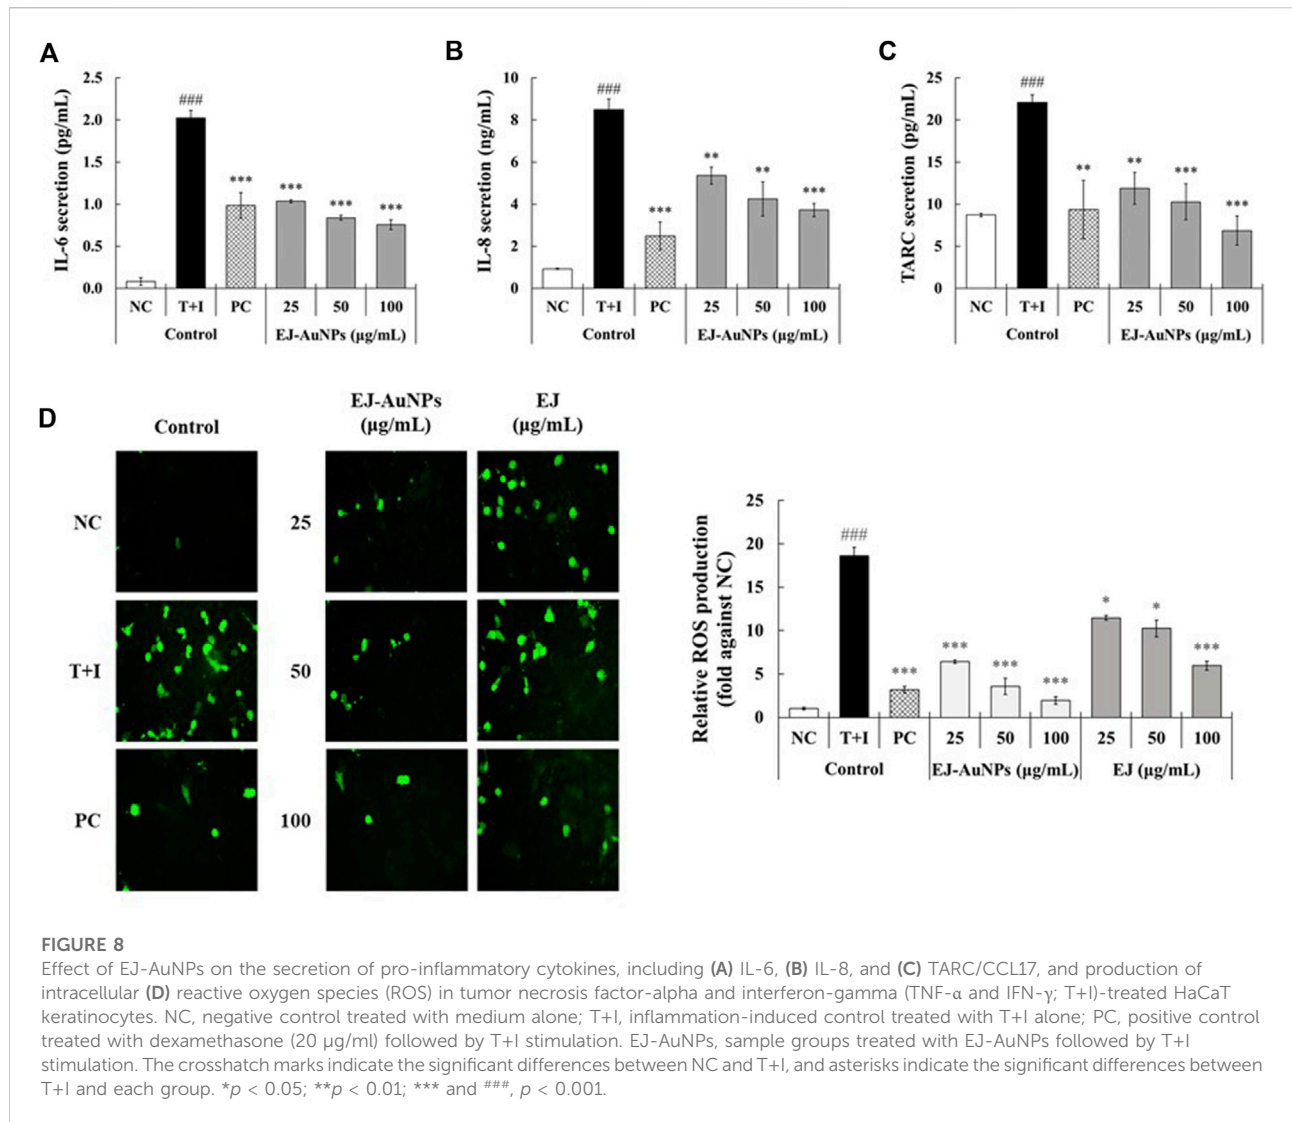 A
IL-6 secretion (pg/mL)
2.5
2.0
1.5
1.0
0.5
0.0
###
***
***
***
***
NC T+I PC 25 50 100
Control EJ-AuNPs (μg/mL)
B
IL-8 secretion (ng/mL)
10
8
6
4
2
0
###
***
**
**
***
NC T+I PC 25 50 100
Control EJ-AuNPs (μg/mL)
C
TARC secretion (pg/mL)
25
20
15
10
5
0
###
**
**
***
***
NC T+I PC 25 50 100
Control EJ-AuNPs (μg/mL)
D
Control
EJ-AuNPs
(μg/mL)
EJ
(μg/mL)
NC
25
T+I
50
PC
100
Relative ROS production
(fold against NC)
25
20
15
10
5
0
###
***
***
***
***
*
*
***
NC T+I PC 25 50 100 25 50 100
Control EJ-AuNPs (μg/mL) EJ (μg/mL)
FIGURE 8
Effect of EJ-AuNPs on the secretion of pro-inflammatory cytokines, including (A) IL-6, (B) IL-8, and (C) TARC/CCL17, and production of
intracellular (D) reactive oxygen species (ROS) in tumor necrosis factor-alpha and interferon-gamma (TNF-α and IFN-γ; T+I)-treated HaCaT
keratinocytes. NC, negative control treated with medium alone; T+I, inflammation-induced control treated with T+I alone; PC, positive control
treated with dexamethasone (20 μg/ml) followed by T+I stimulation. EJ-AuNPs, sample groups treated with EJ-AuNPs followed by T+I
stimulation. The crosshatch marks indicate the significant differences between NC and T+I, and asterisks indicate the significant differences between
T+I and each group. *p < 0.05; **p < 0.01; *** and ###, p < 0.001.